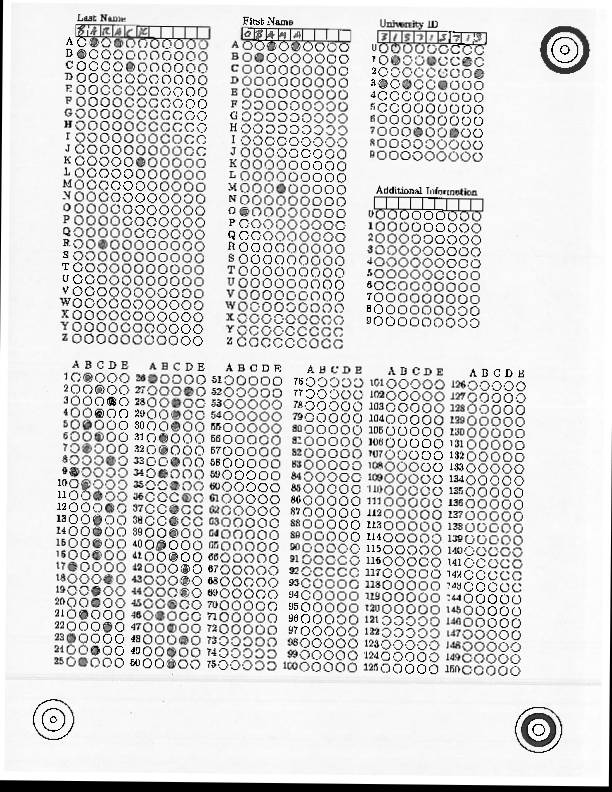 Last Name First Name University ID
B A R A C K O B A M A 3 1 3 7 1 3 7 1 2
A A 0
B B 1
C C 2
D D 3
E E 4
F F 5
G G 6
H H 7
I I 8
J J 9
K K
L L
M M Additional Information
N N
O O 0
P P 1
Q Q 2
R R 3
S S 4
T T 5
U U 6
V V 7
W W 8
X X 9
Y Y
Z Z
A B C D E A B C D E A B C D E A B C D E A B C D E A B C D E
1 26 51 76 101 126
2 27 52 77 102 127
3 28 53 78 103 128
4 29 54 79 104 129
5 30 55 80 105 130
6 31 56 81 106 131
7 32 57 82 107 132
8 33 58 83 108 133
9 34 59 84 109 134
10 35 60 85 110 135
11 36 61 86 111 136
12 37 62 87 112 137
13 38 63 88 113 138
14 39 64 89 114 139
15 40 65 90 115 140
16 41 66 91 116 141
17 42 67 92 117 142
18 43 68 93 118 143
19 44 69 94 119 144
20 45 70 95 120 145
21 46 71 96 121 146
22 47 72 97 122 147
23 48 73 98 123 148
24 49 74 99 124 149
25 50 75 100 125 150